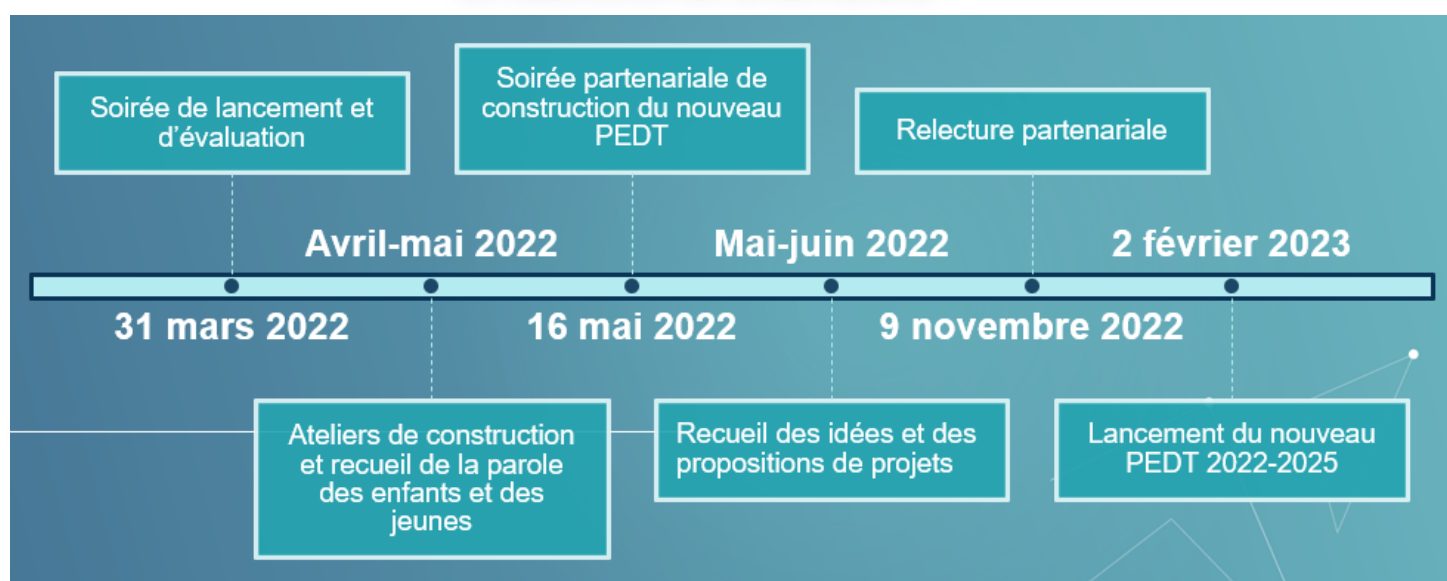 Soirée de lancement et
d'évaluation
Soirée partenariale de
construction du nouveau
PEDT
Relecture partenariale
Avril-mai 2022
Mai-juin 2022
2 février 2023
31 mars 2022
16 mai 2022
9 novembre 2022
Ateliers de construction
et recueil de la parole
des enfants et des
jeunes
Recueil des idées et des
propositions de projets
Lancement du nouveau
PEDT 2022-2025